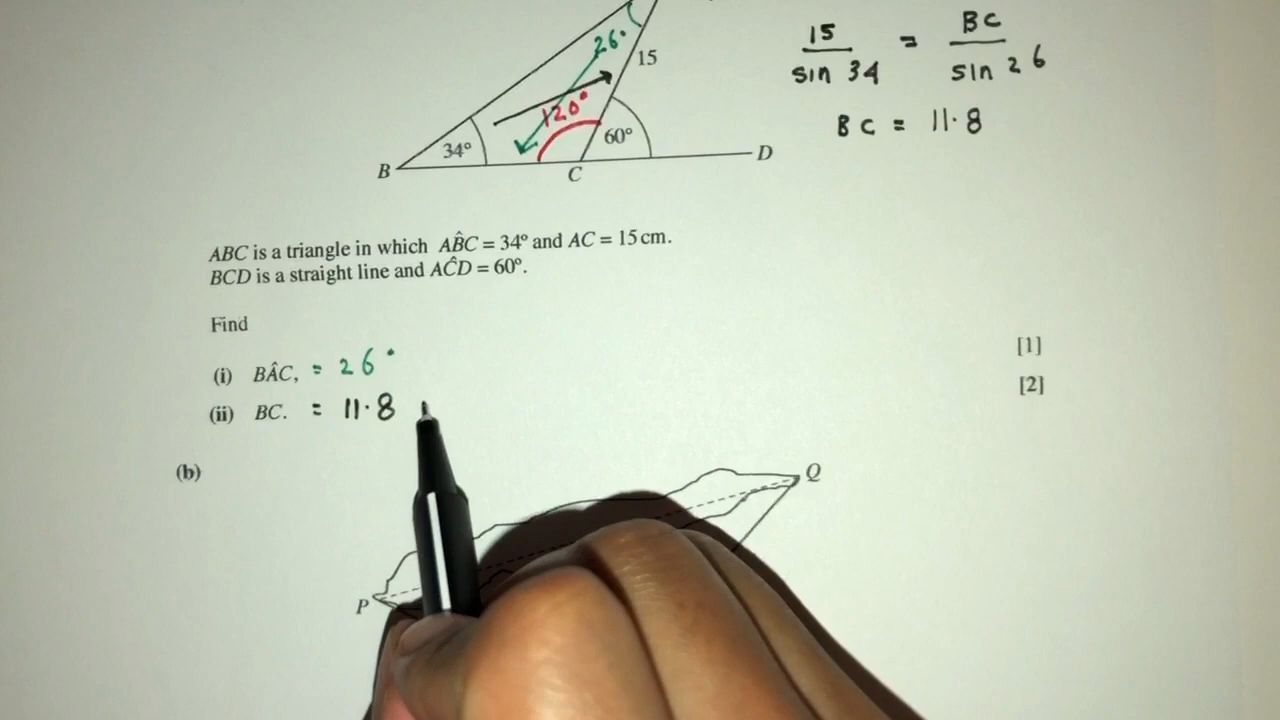 26°
15
120°
60°
34°
B
C
D
15 / sin 34 = BC / sin 26
BC = 11.8
ABC is a triangle in which AB̂C = 34° and AC = 15 cm.
BCD is a straight line and AĈD = 60°.
Find
(i) BÂC, = 26° [1]
(ii) BC. = 11.8 [2]
(b)
Q
P